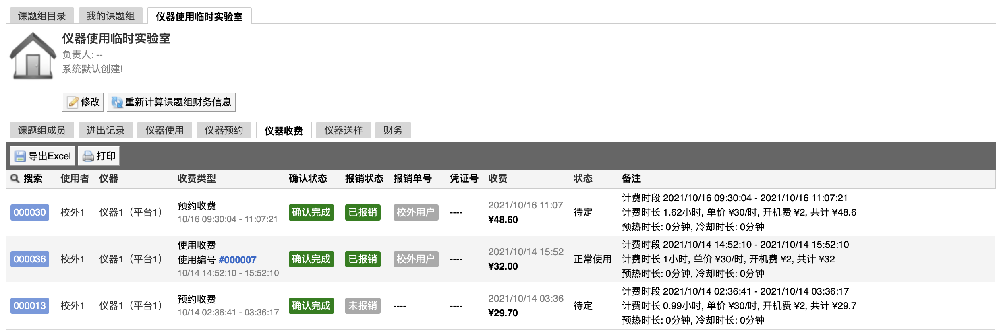 课题组目录 我的课题组 仪器使用临时实验室
仪器使用临时实验室
负责人: --
系统默认创建!
修改 重新计算课题组财务信息
课题组成员 进出记录 仪器使用 仪器预约 仪器收费 仪器送样 财务
导出Excel 打印
搜索 使用者 仪器 收费类型 确认状态 报销状态 报销单号 凭证号 收费 状态 备注
000030 校外1 仪器1（平台1） 预约收费
10/16 09:30:04 - 11:07:21
确认完成 已报销 校外用户 ----
2021/10/16 11:07
¥48.60
待定
计费时段 2021/10/16 09:30:04 - 2021/10/16 11:07:21
计费时长 1.62小时, 单价 ¥30/时, 开机费 ¥2, 共计 ¥48.6
预热时长: 0分钟, 冷却时长: 0分钟
000036 校外1 仪器1（平台1） 使用收费
使用编号 #000007
10/14 14:52:10 - 15:52:10
确认完成 已报销 校外用户 ----
2021/10/14 15:52
¥32.00
正常使用
计费时段 2021/10/14 14:52:10 - 2021/10/14 15:52:10
计费时长 1小时, 单价 ¥30/时, 开机费 ¥2, 共计 ¥32
预热时长: 0分钟, 冷却时长: 0分钟
000013 校外1 仪器1（平台1） 预约收费
10/14 02:36:41 - 03:36:17
确认完成 未报销 ---- ----
2021/10/14 03:36
¥29.70
待定
计费时段 2021/10/14 02:36:41 - 2021/10/14 03:36:17
计费时长 0.99小时, 单价 ¥30/时, 开机费 ¥2, 共计 ¥29.7
预热时长: 0分钟, 冷却时长: 0分钟